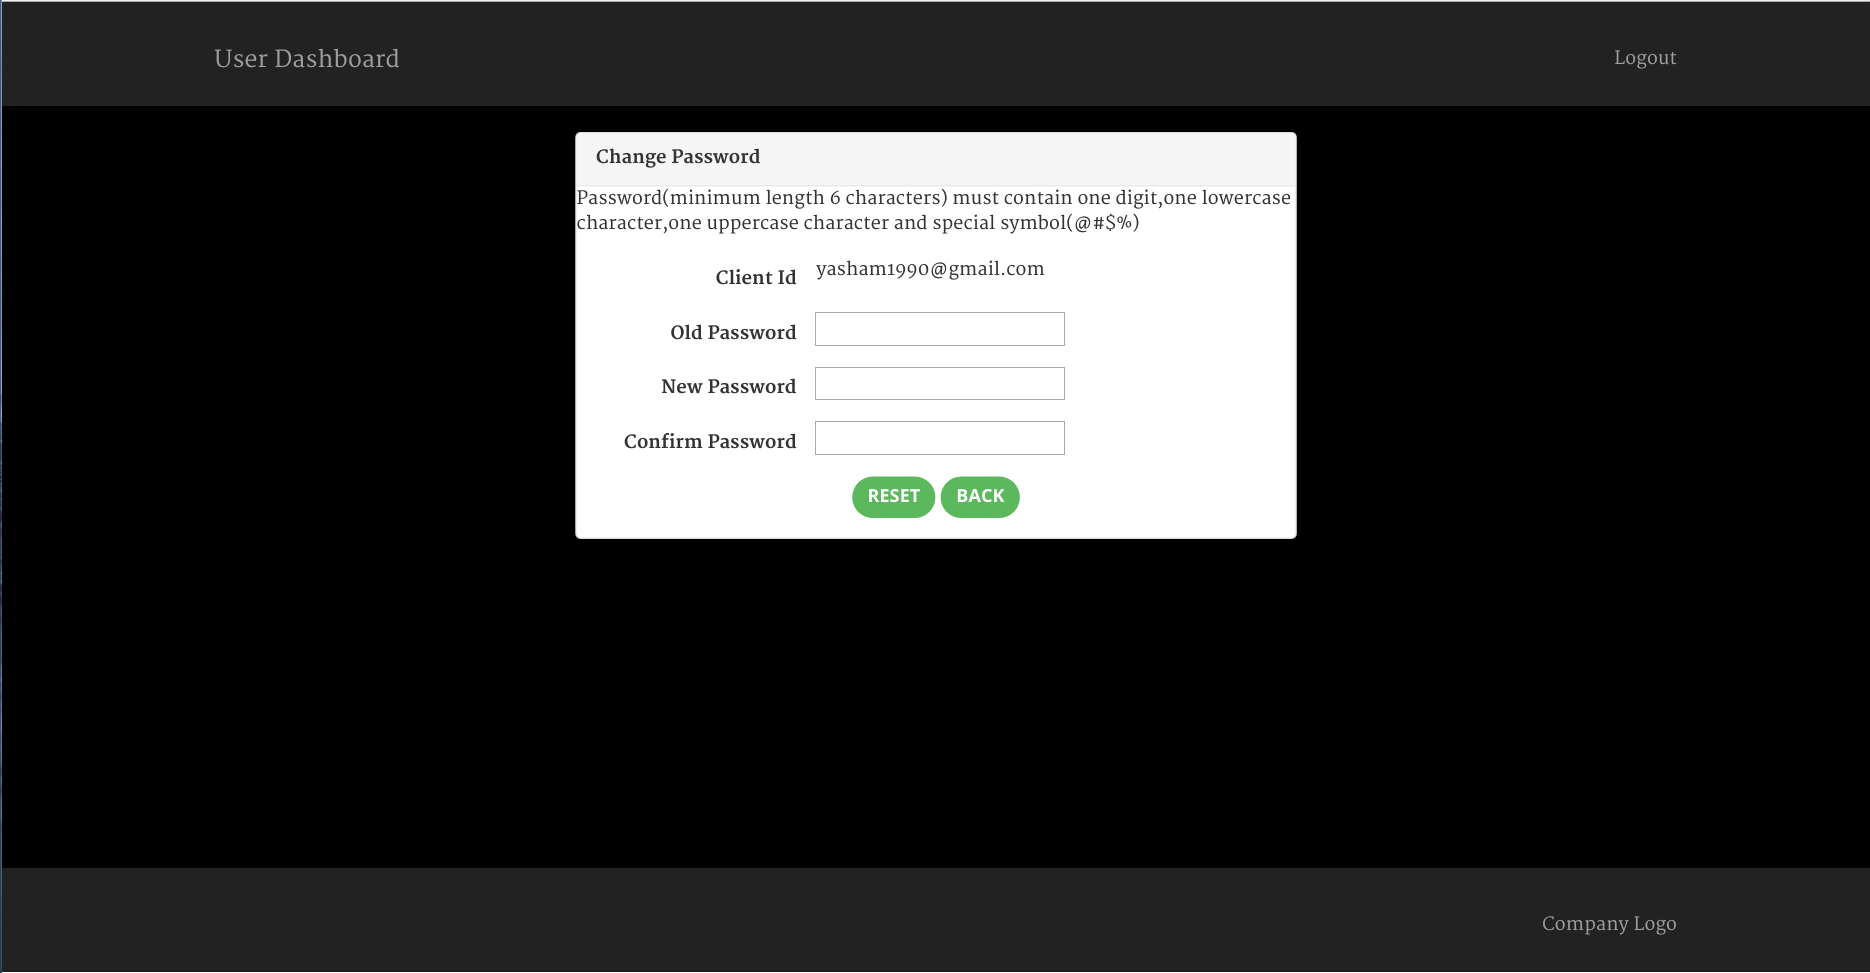 User Dashboard
Logout
Change Password
Password(minimum length 6 characters) must contain one digit,one lowercase
character,one uppercase character and special symbol(@#$%)
Client Id
yasham1990@gmail.com
Old Password
New Password
Confirm Password
RESET BACK
Company Logo